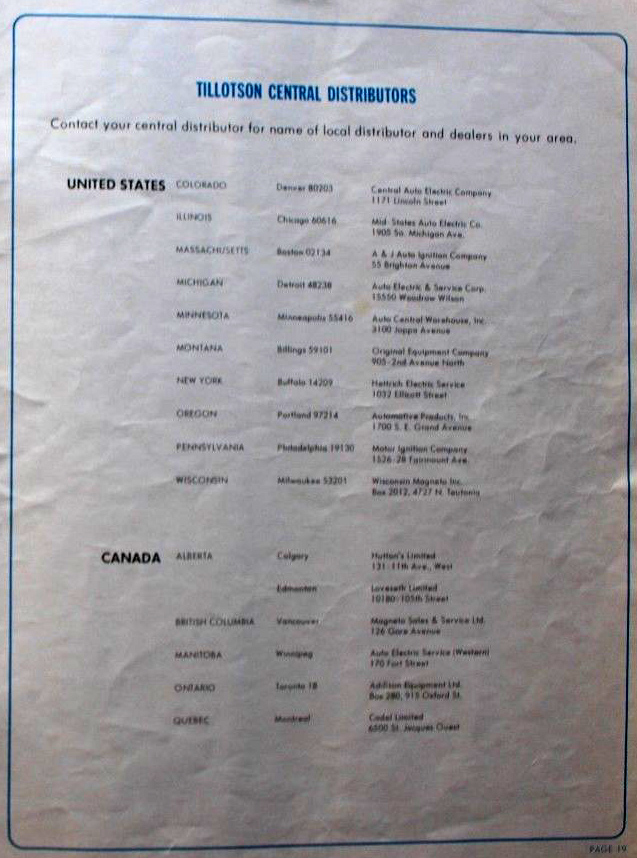 TILLOTSON CENTRAL DISTRIBUTORS
Contact your central distributor for name of local distributor and dealers in your area.
UNITED STATES COLORADO Denver 80203 Central Auto Electric Company
1171 Lincoln Street
ILLINOIS Chicago 60616 Mid-States Auto Electric Co.
1905 So. Michigan Ave.
MASSACHUSETTS Boston 02134 A & J Auto Ignition Company
55 Brighton Avenue
MICHIGAN Detroit 48238 Auto Electric & Service Corp.
15550 Woodrow Wilson
MINNESOTA Minneapolis 55416 Auto Central Warehouse, Inc.
3100 Joppa Avenue
MONTANA Billings 59101 Original Equipment Company
905-2nd Avenue North
NEW YORK Buffalo 14209 Electric Service
1032 Ellicott Street
OREGON Portland 97214 Automotive Products, Inc.
1700 S. E. Grand Avenue
PENNSYLVANIA Philadelphia 19130 Motor Ignition Company
1526-28 Fairmount Ave.
WISCONSIN Milwaukee 53201 Wisconsin Magneto Inc.
Box 2012, 4727 N. Teutonia
CANADA ALBERTA Calgary Hutton's Limited
131-11th Ave., West
Edmonton Loveseth Limited
10180-105th Street
BRITISH COLUMBIA Vancouver Magneto Sales & Service Ltd.
126 Gore Avenue
MANITOBA Winnipeg Auto Electric Service (Western)
170 Fort Street
ONTARIO Toronto 18 Addison Equipment Ltd.
Box 280, 915 Oxford St.
QUEBEC Montreal Cadel Limited
6500 St. Jacques Ouest
PAGE 19